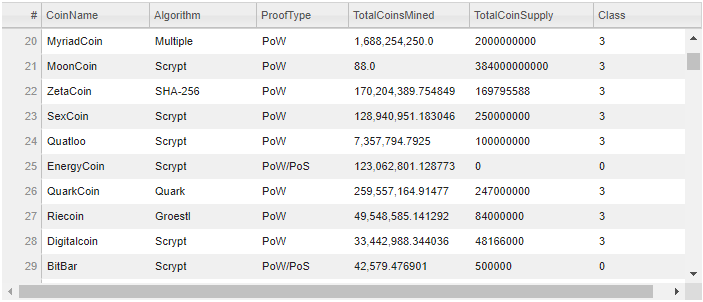 # CoinName Algorithm ProofType TotalCoinsMined TotalCoinSupply Class
20 MyriadCoin Multiple PoW 1,688,254,250.0 2000000000 3
21 MoonCoin Scrypt PoW 88.0 384000000000 3
22 ZetaCoin SHA-256 PoW 170,204,389.754849 169795588 3
23 SexCoin Scrypt PoW 128,940,951.183046 250000000 3
24 Quatloo Scrypt PoW 7,357,794.7925 100000000 3
25 EnergyCoin Scrypt PoW/PoS 123,062,801.128773 0 0
26 QuarkCoin Quark PoW 259,557,164.91477 247000000 3
27 Riecoin Groestl PoW 49,548,585.141292 84000000 3
28 Digitalcoin Scrypt PoW 33,442,988.344036 48166000 3
29 BitBar Scrypt PoW/PoS 42,579.476901 500000 0